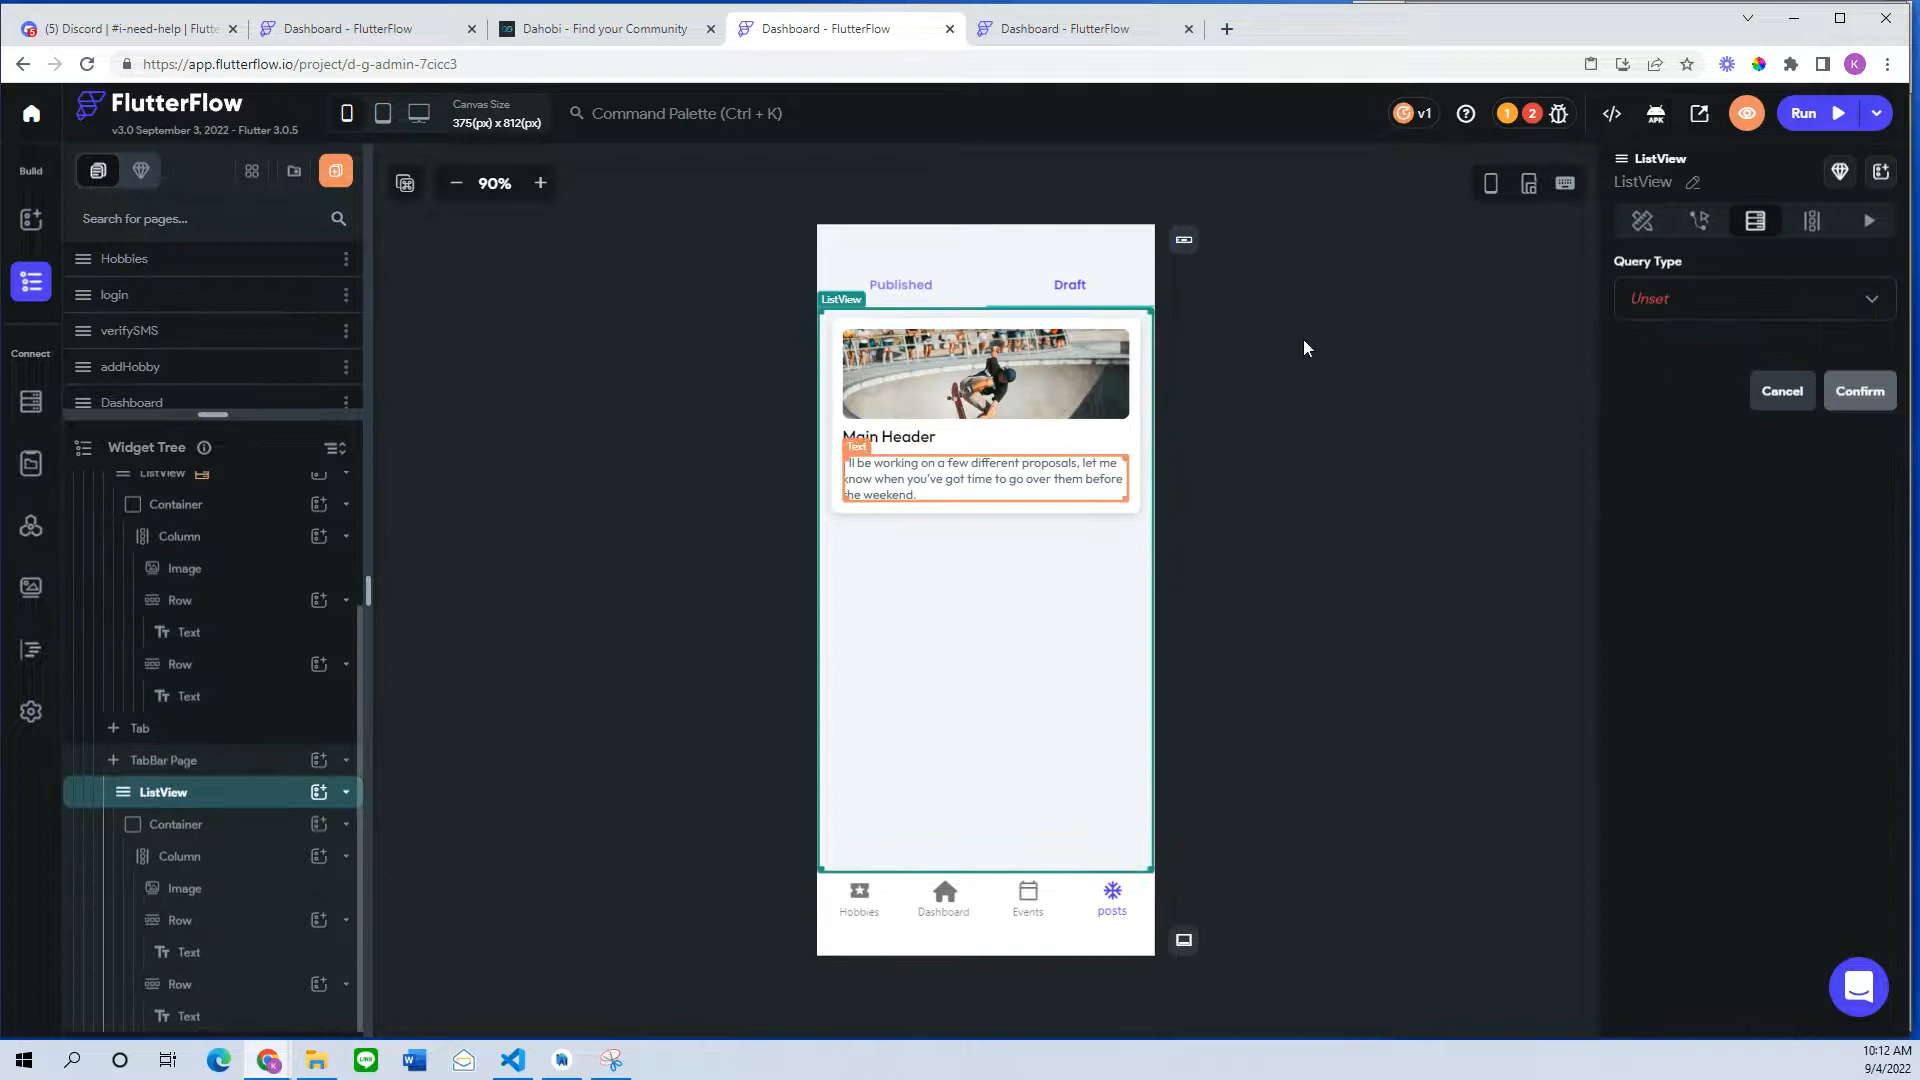 (5) Discord | #i-need-help | Flutte
Dashboard - FlutterFlow
Dahobi - Find your Community
Dashboard - FlutterFlow
Dashboard - FlutterFlow
https://app.flutterflow.io/project/d-g-admin-7cicc3
K
FlutterFlow
v3.0 September 3, 2022 - Flutter 3.0.5
Canvas Size
375(px) x 812(px)
Command Palette (Ctrl + K)
v1
1
2
APK
Run
Build
Connect
Search for pages...
Hobbies
login
verifySMS
addHobby
Dashboard
Widget Tree
ListView
Container
Column
Image
Row
Text
Row
Text
Tab
TabBar Page
ListView
Container
Column
Image
Row
Text
Row
Text
90%
Published
Draft
ListView
Main Header
Text
I'll be working on a few different proposals, let me
know when you've got time to go over them before
the weekend.
Hobbies
Dashboard
Events
posts
ListView
ListView
Query Type
Unset
Cancel
Confirm
10:12 AM
9/4/2022